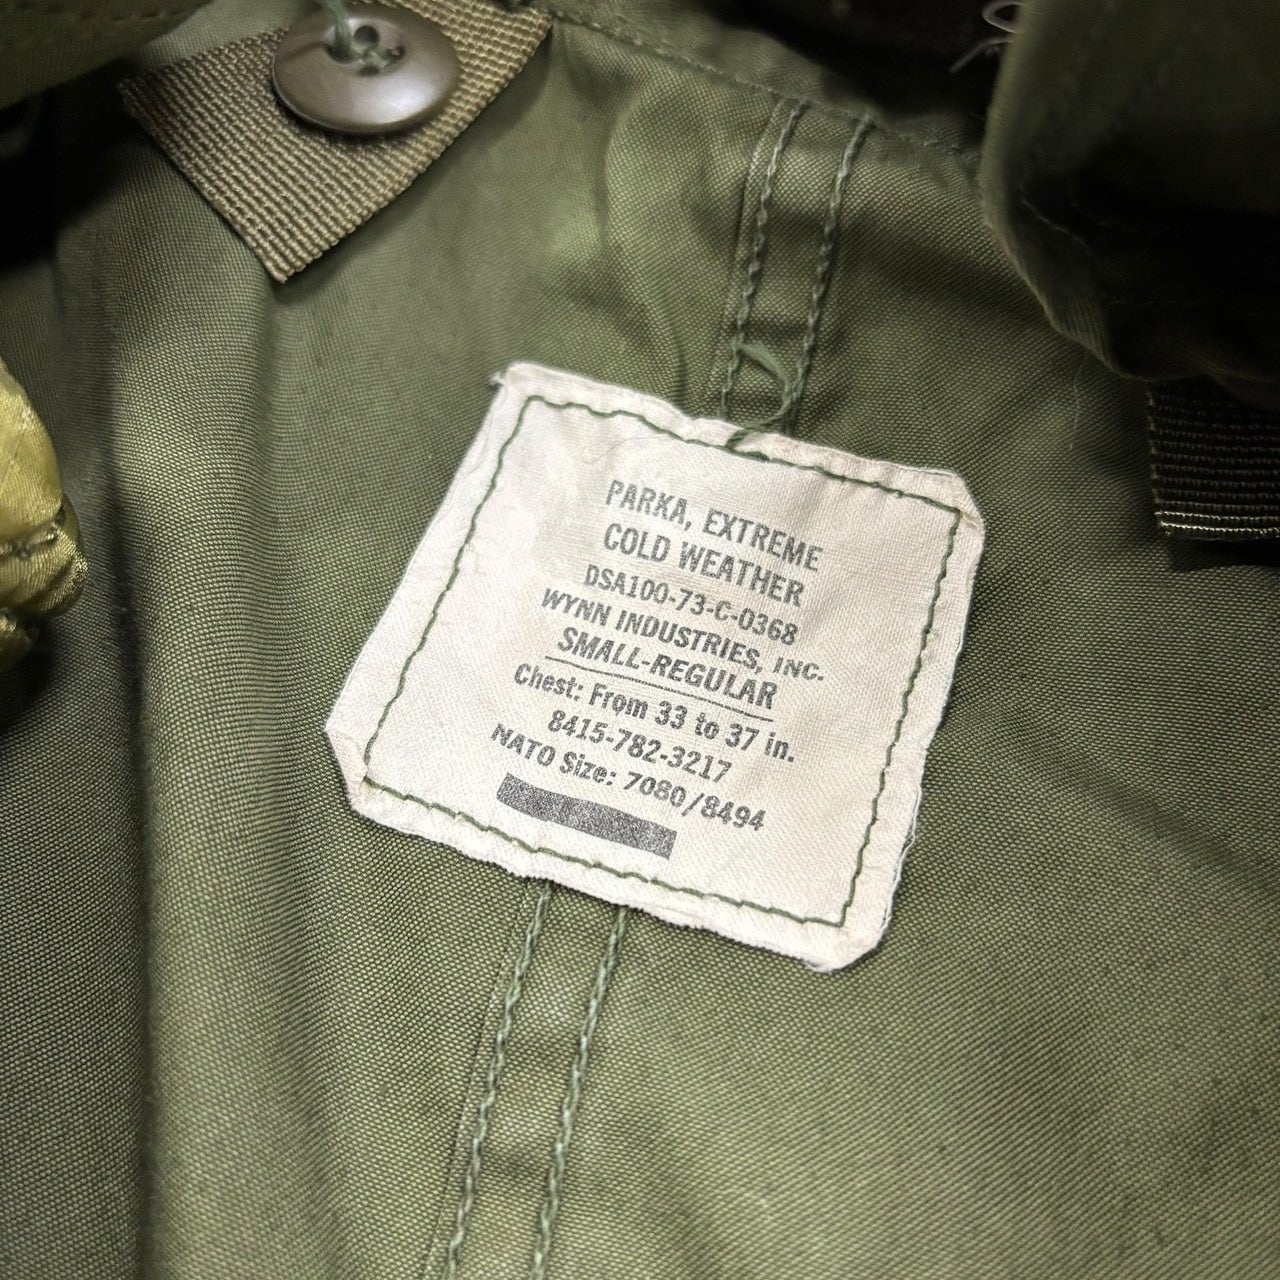 PARKA, EXTREME
COLD WEATHER
DSA100-73-C-0368
WYNN INDUSTRIES, INC.
SMALL-REGULAR
Chest: From 33 to 37 in.
8415-782-3217
NATO Size: 7080/8494